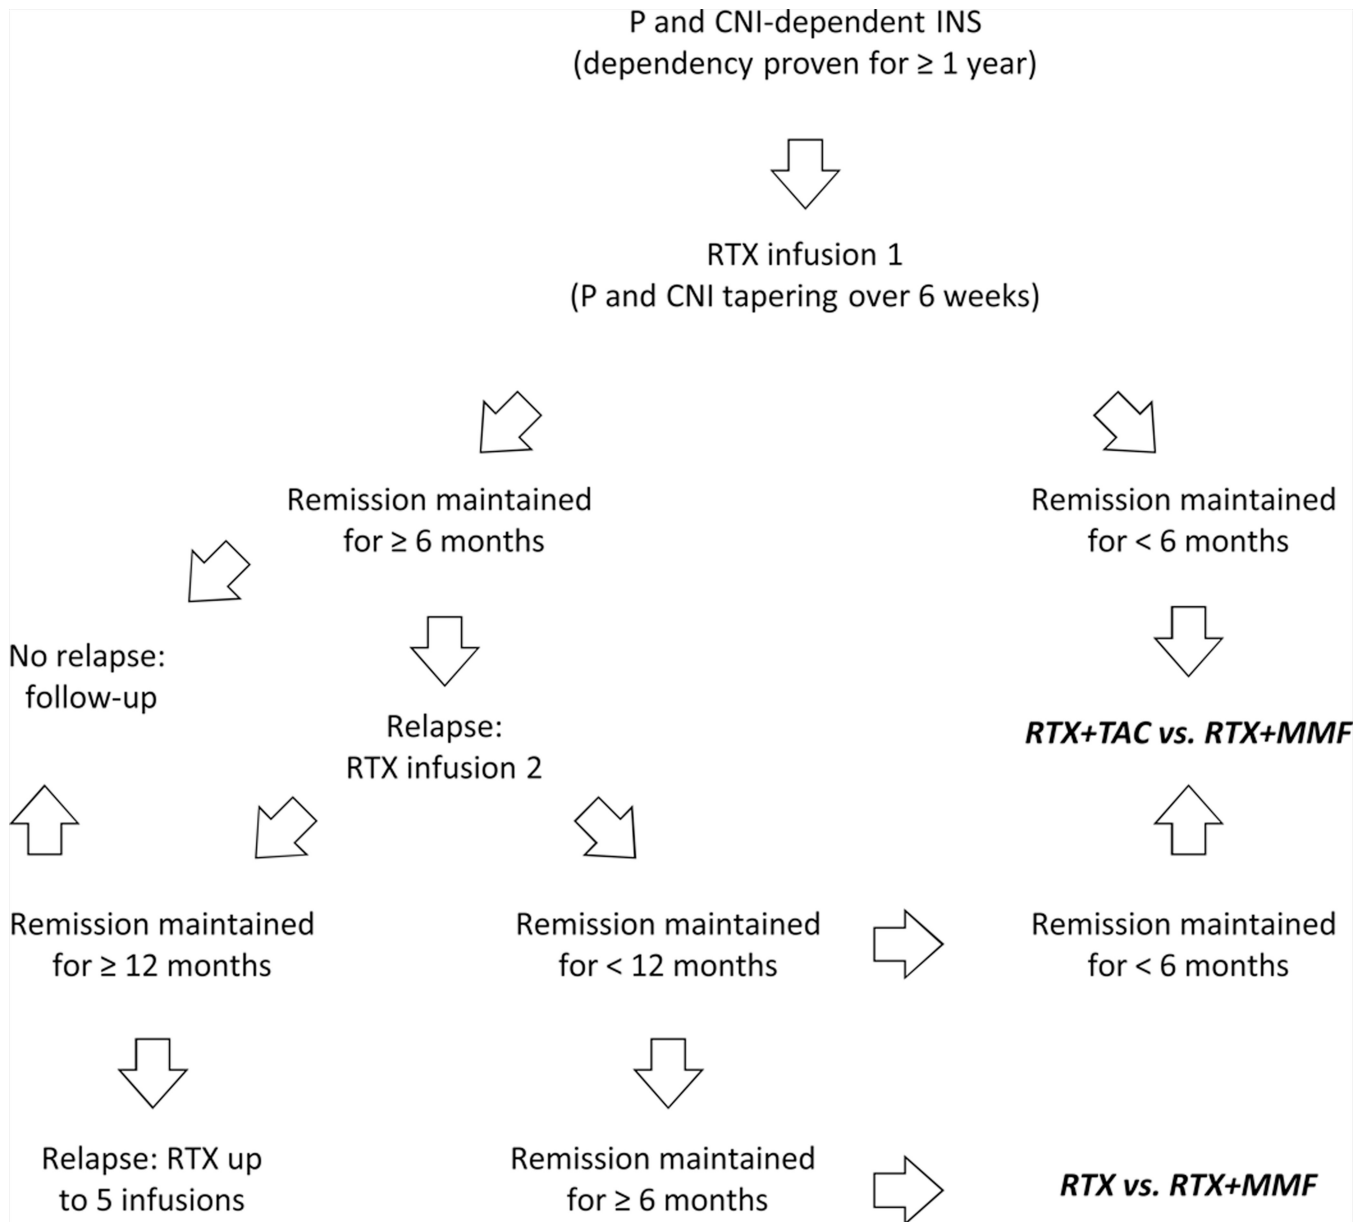 P and CNI-dependent INS
(dependency proven for ≥ 1 year)
RTX infusion 1
(P and CNI tapering over 6 weeks)
Remission maintained
for ≥ 6 months
Remission maintained
for < 6 months
No relapse:
follow-up
Relapse:
RTX infusion 2
RTX+TAC vs. RTX+MMF
Remission maintained
for ≥ 12 months
Remission maintained
for < 12 months
Remission maintained
for < 6 months
Relapse: RTX up
to 5 infusions
Remission maintained
for ≥ 6 months
RTX vs. RTX+MMF